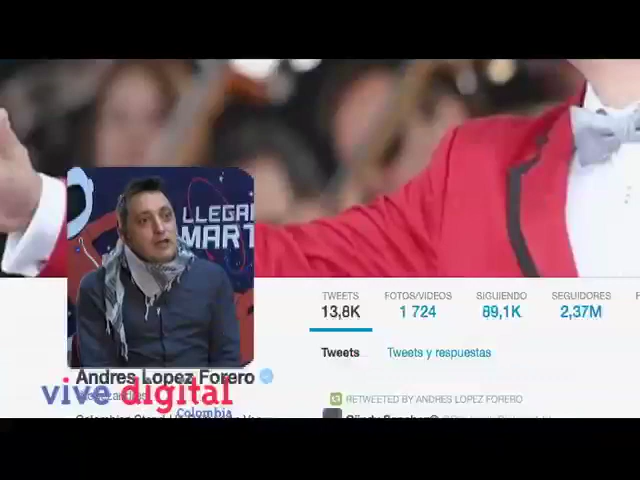 LLEGA
MART
TWEETS FOTOS/VIDEOS SIGUIENDO SEGUIDORES
13,8K 1 724 89,1K 2,37M
Tweets Tweets y respuestas
Andres Lopez Forero
vive digital
Colombia
RETWEETED BY ANDRES LOPEZ FORERO